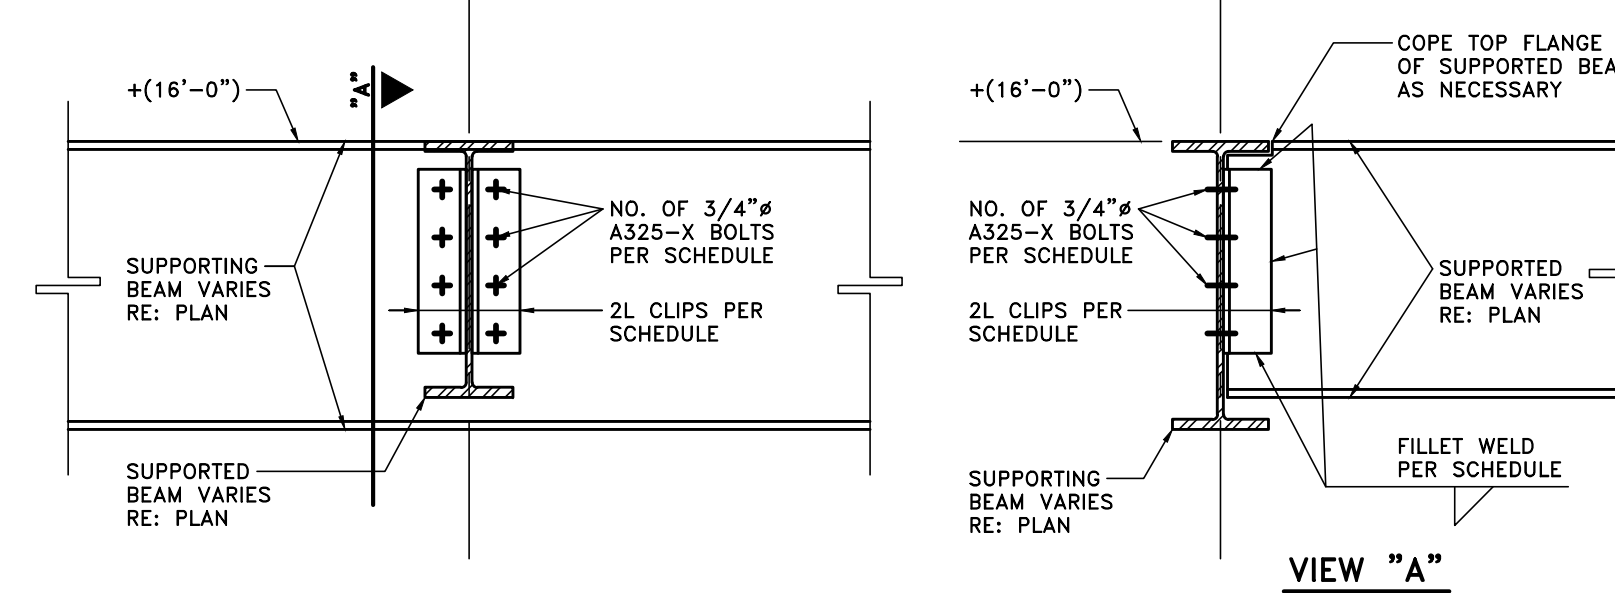 +(16'-0")
"A"
NO. OF 3/4"ø
A325-X BOLTS
PER SCHEDULE
SUPPORTING
BEAM VARIES
RE: PLAN
2L CLIPS PER
SCHEDULE
SUPPORTED
BEAM VARIES
RE: PLAN
COPE TOP FLANGE
OF SUPPORTED
AS NECESSARY
+(16'-0")
NO. OF 3/4"ø
A325-X BOLTS
PER SCHEDULE
SUPPORTED
BEAM VARIES
RE: PLAN
2L CLIPS PER
SCHEDULE
FILLET WELD
PER SCHEDULE
SUPPORTING
BEAM VARIES
RE: PLAN
VIEW "A"